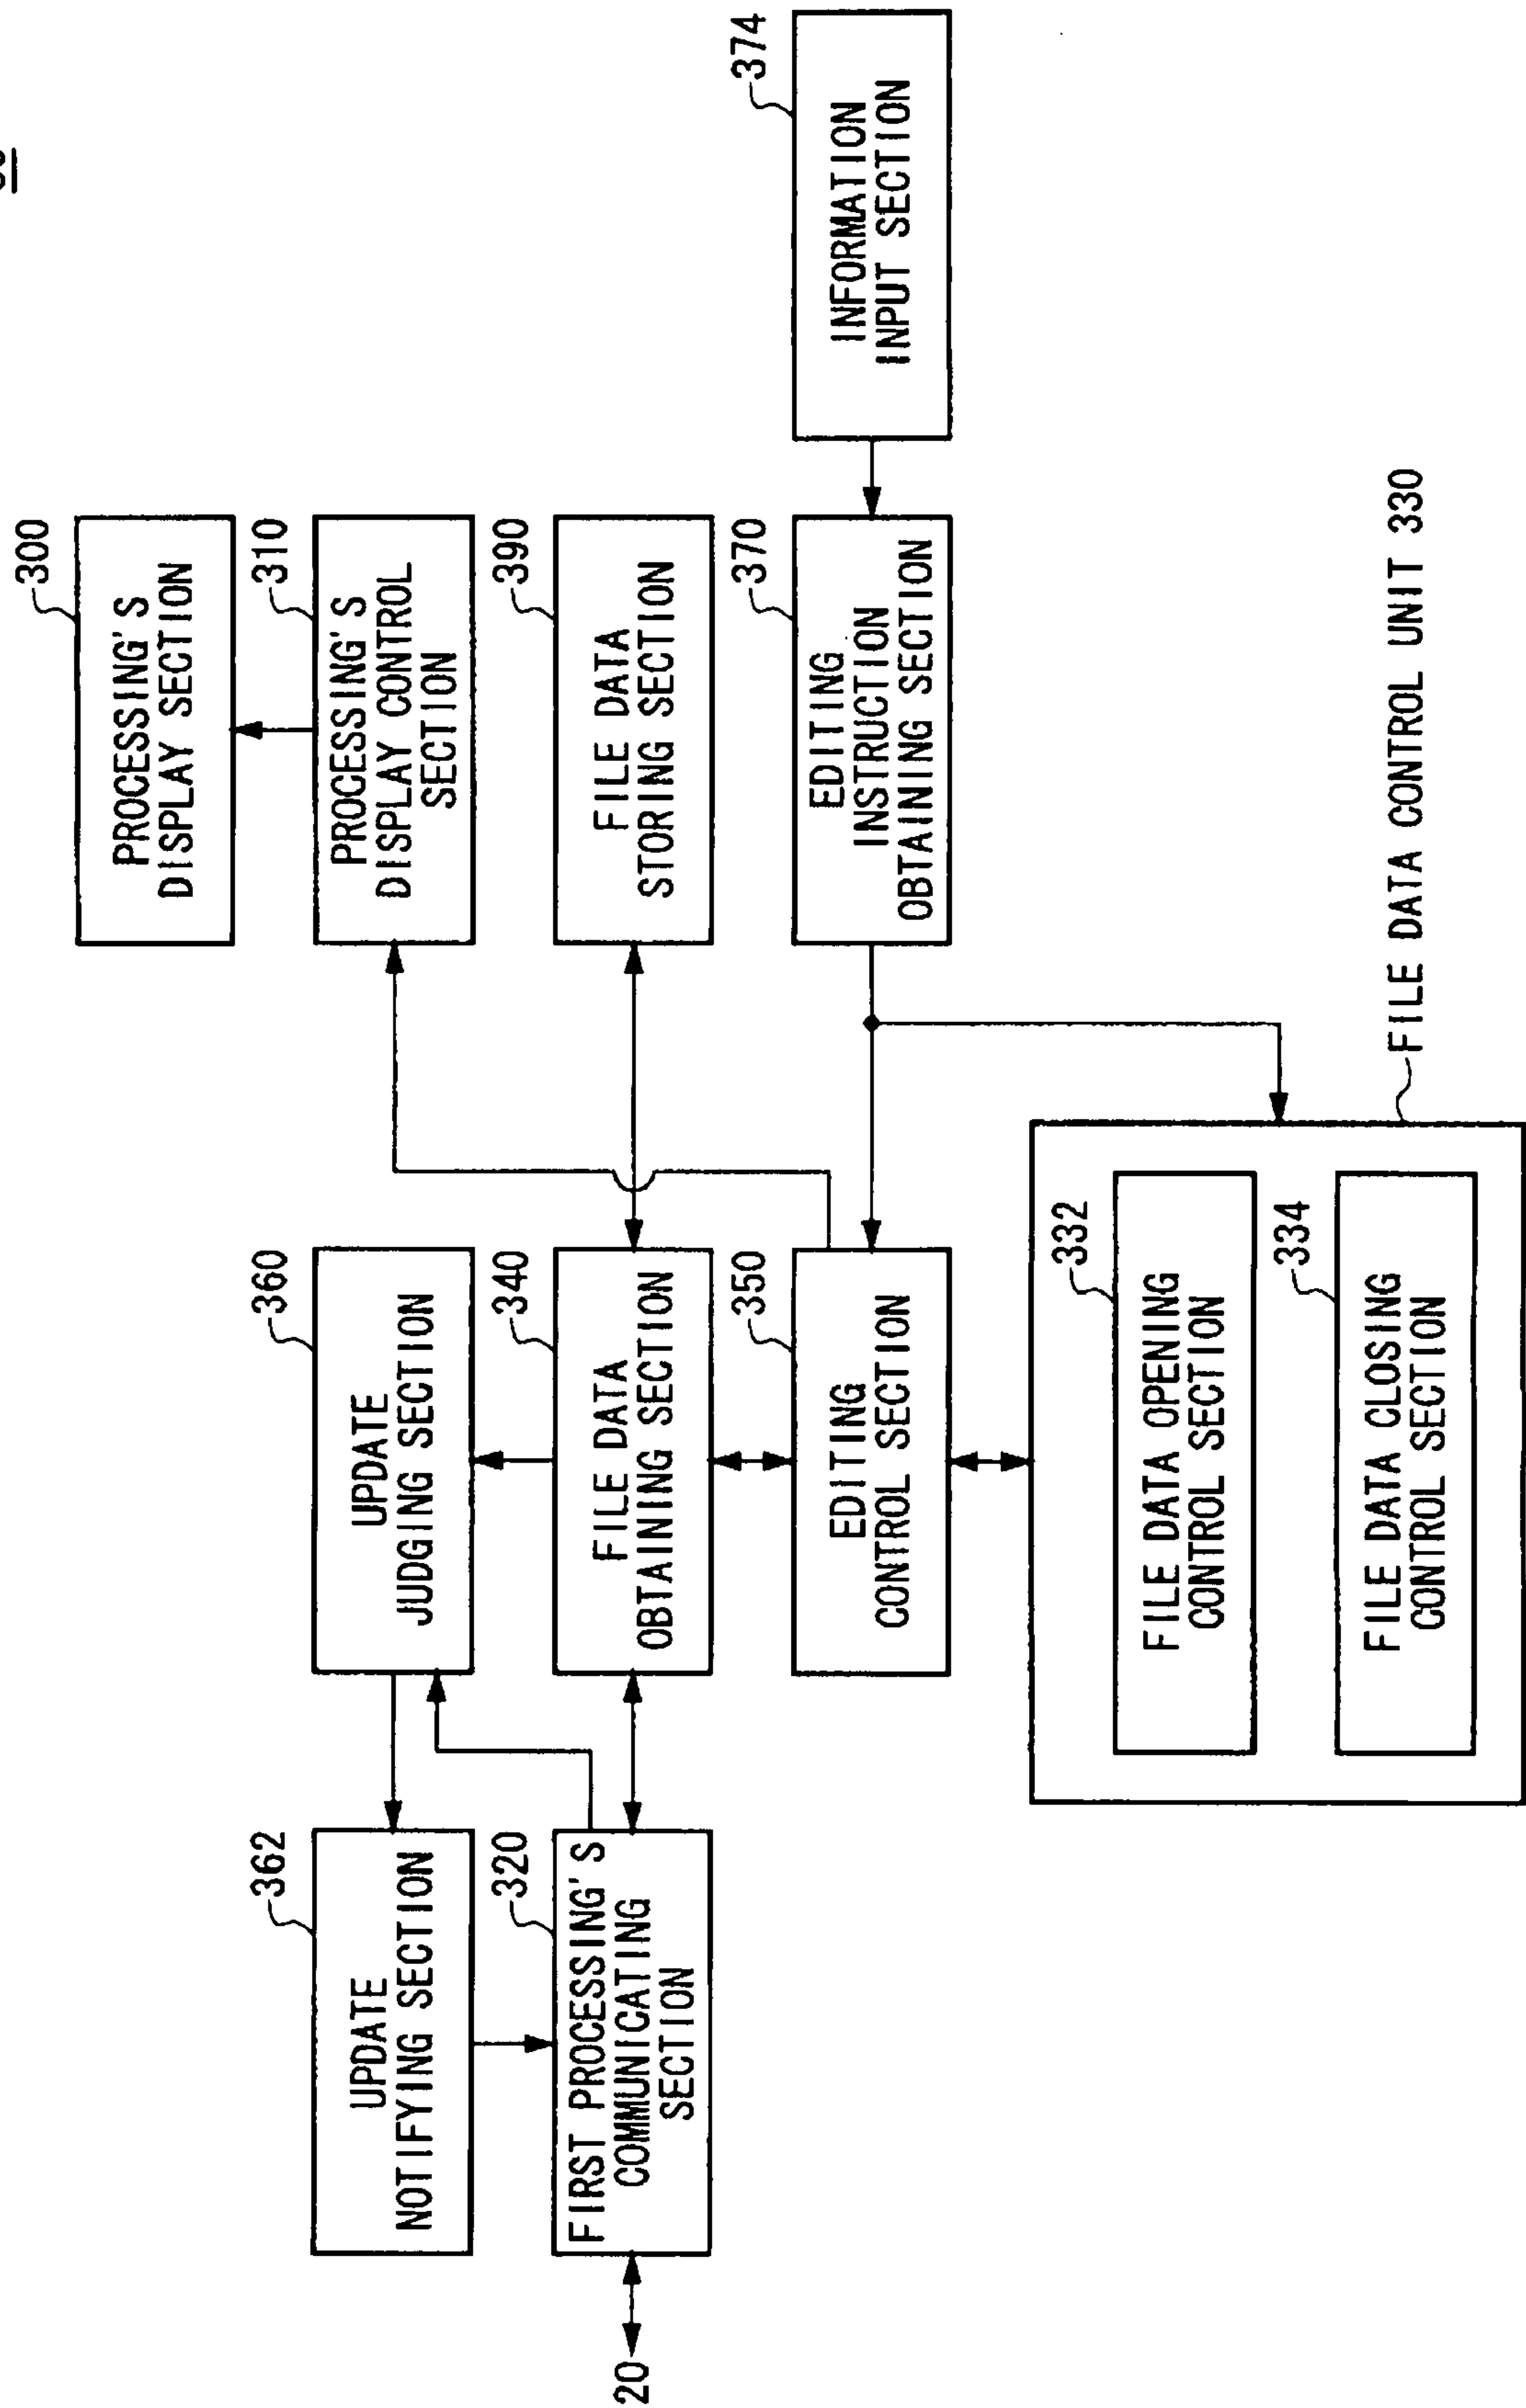 300
PROCESSING'S
DISPLAY SECTION
362
UPDATE
NOTIFYING SECTION
360
UPDATE
JUDGING SECTION
310
PROCESSING'S
DISPLAY CONTROL
SECTION
20
320
FIRST PROCESSING'S
COMMUNICATING
SECTION
340
FILE DATA
OBTAINING SECTION
390
FILE DATA
STORING SECTION
350
EDITING
CONTROL SECTION
370
EDITING
INSTRUCTION
OBTAINING SECTION
374
INFORMATION
INPUT SECTION
332
FILE DATA OPENING
CONTROL SECTION
334
FILE DATA CLOSING
CONTROL SECTION
FILE DATA CONTROL UNIT 330